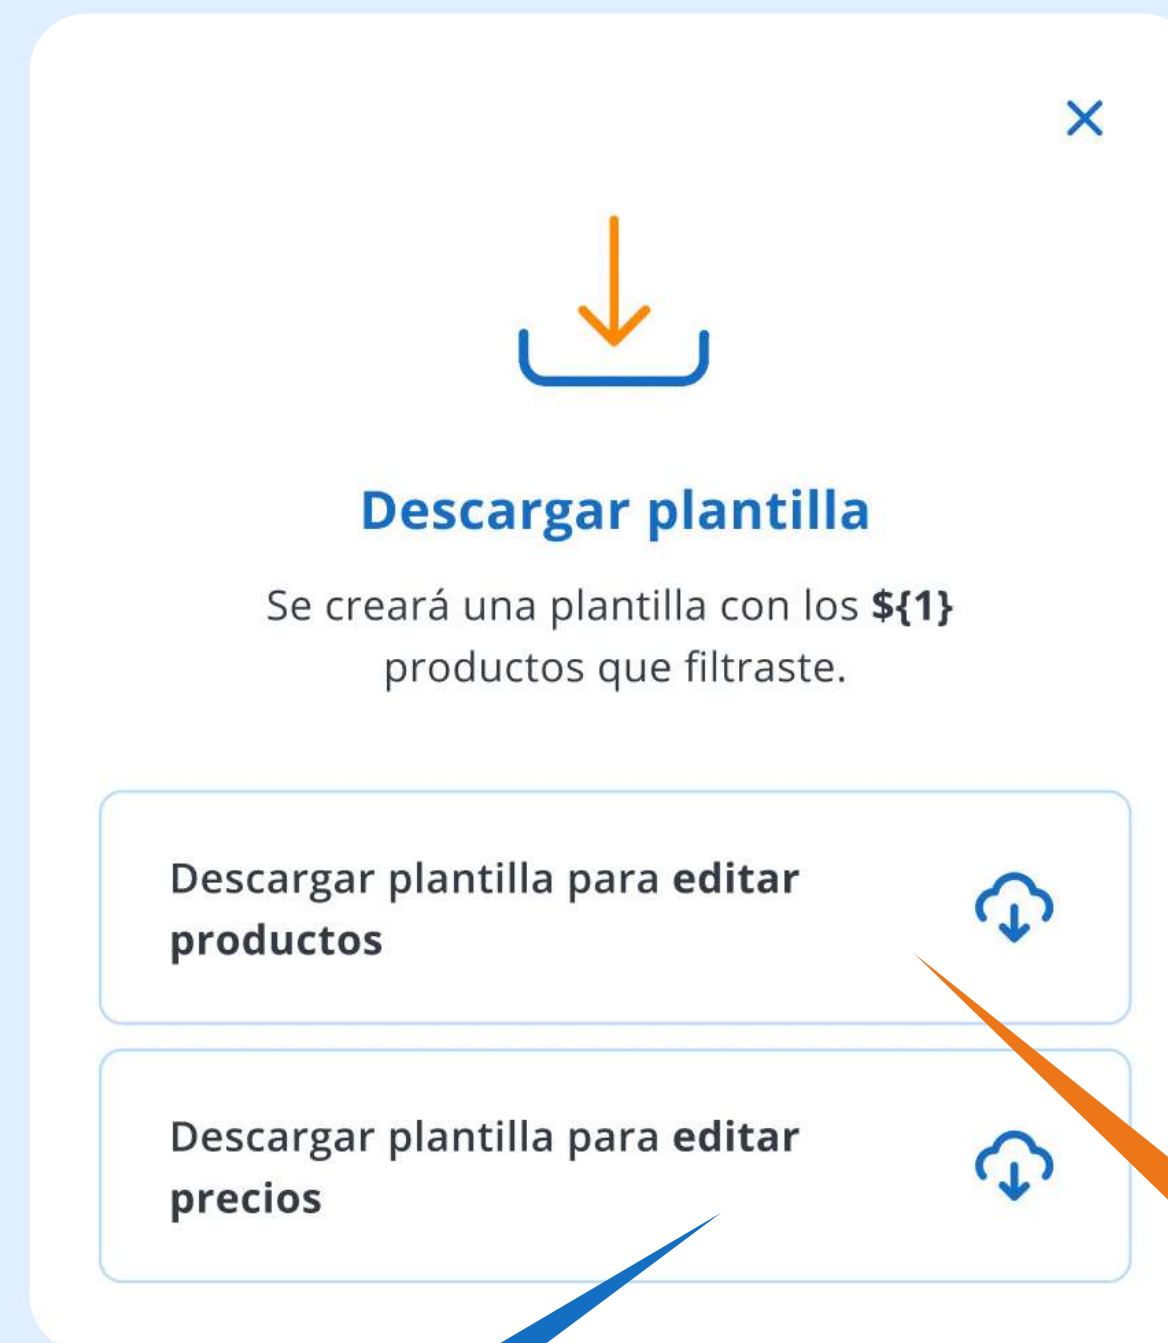 Descargar plantilla
Se creará una plantilla con los ${1}
productos que filtraste.
Descargar plantilla para editar
productos
Descargar plantilla para editar
precios